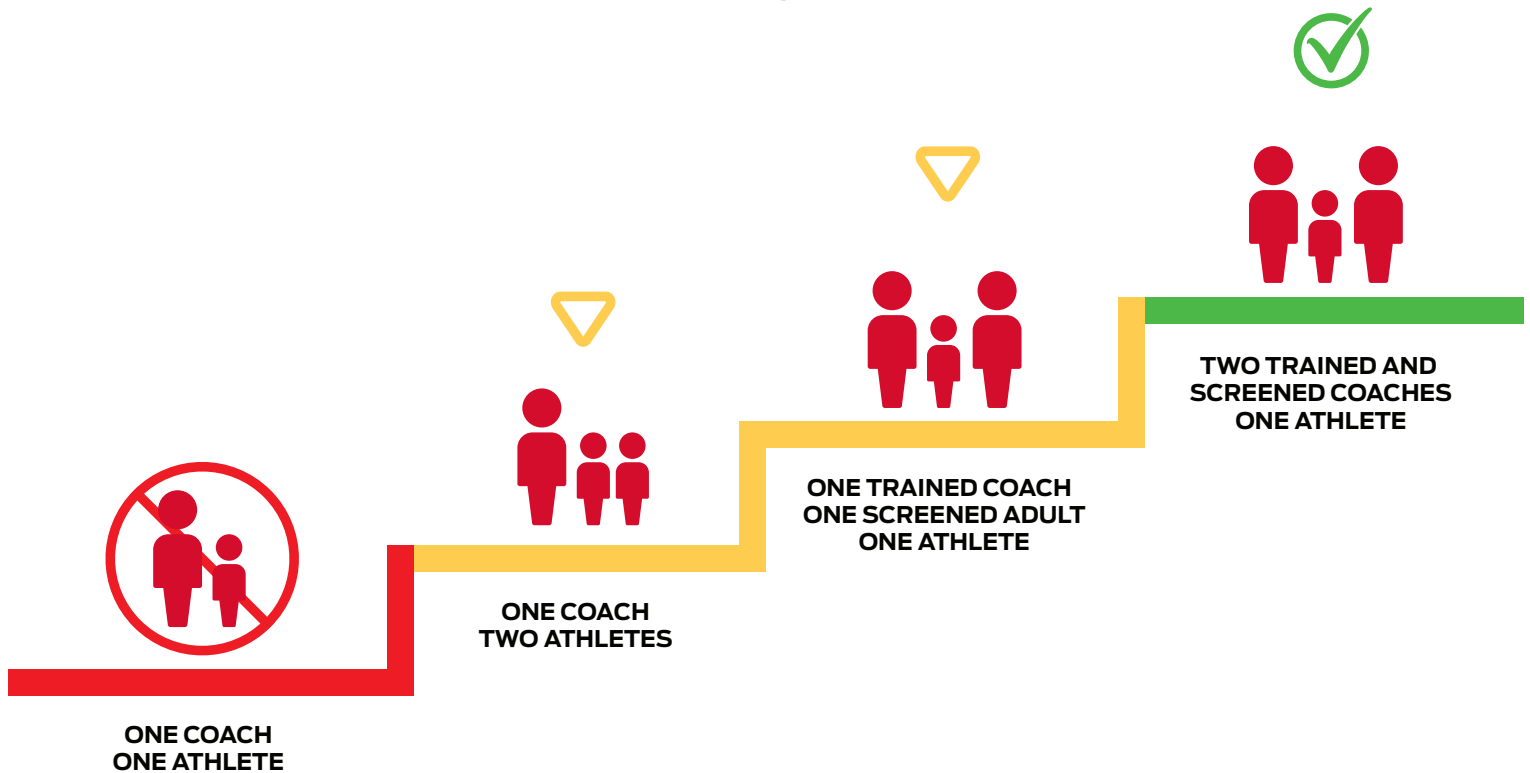 ONE COACH
ONE ATHLETE
ONE COACH
TWO ATHLETES
ONE TRAINED COACH
ONE SCREENED ADULT
ONE ATHLETE
TWO TRAINED AND
SCREENED COACHES
ONE ATHLETE